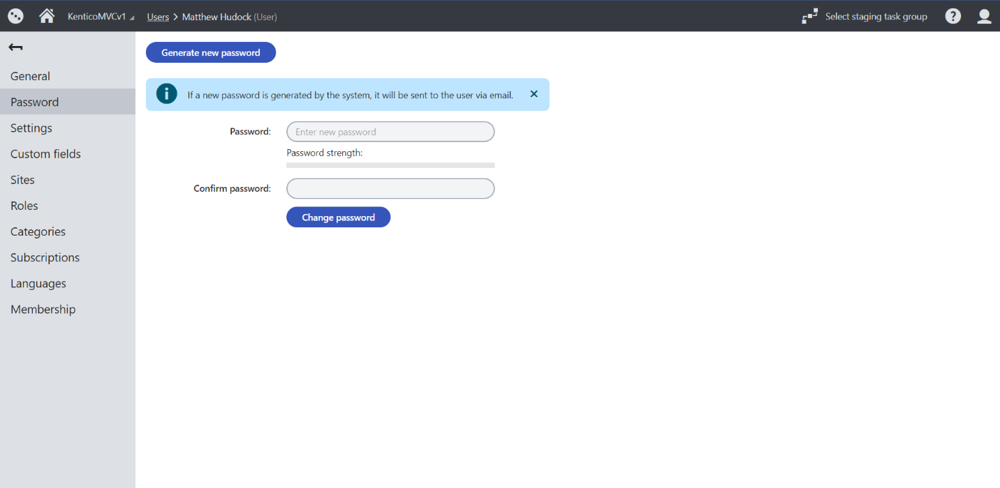 KenticoMVCv1 Users > Matthew Hudock (User) Select staging task group ?
Generate new password
General
i If a new password is generated by the system, it will be sent to the user via email. ×
Password
Password: Enter new password
Settings
Password strength:
Custom fields
Sites
Confirm password:
Roles
Change password
Categories
Subscriptions
Languages
Membership